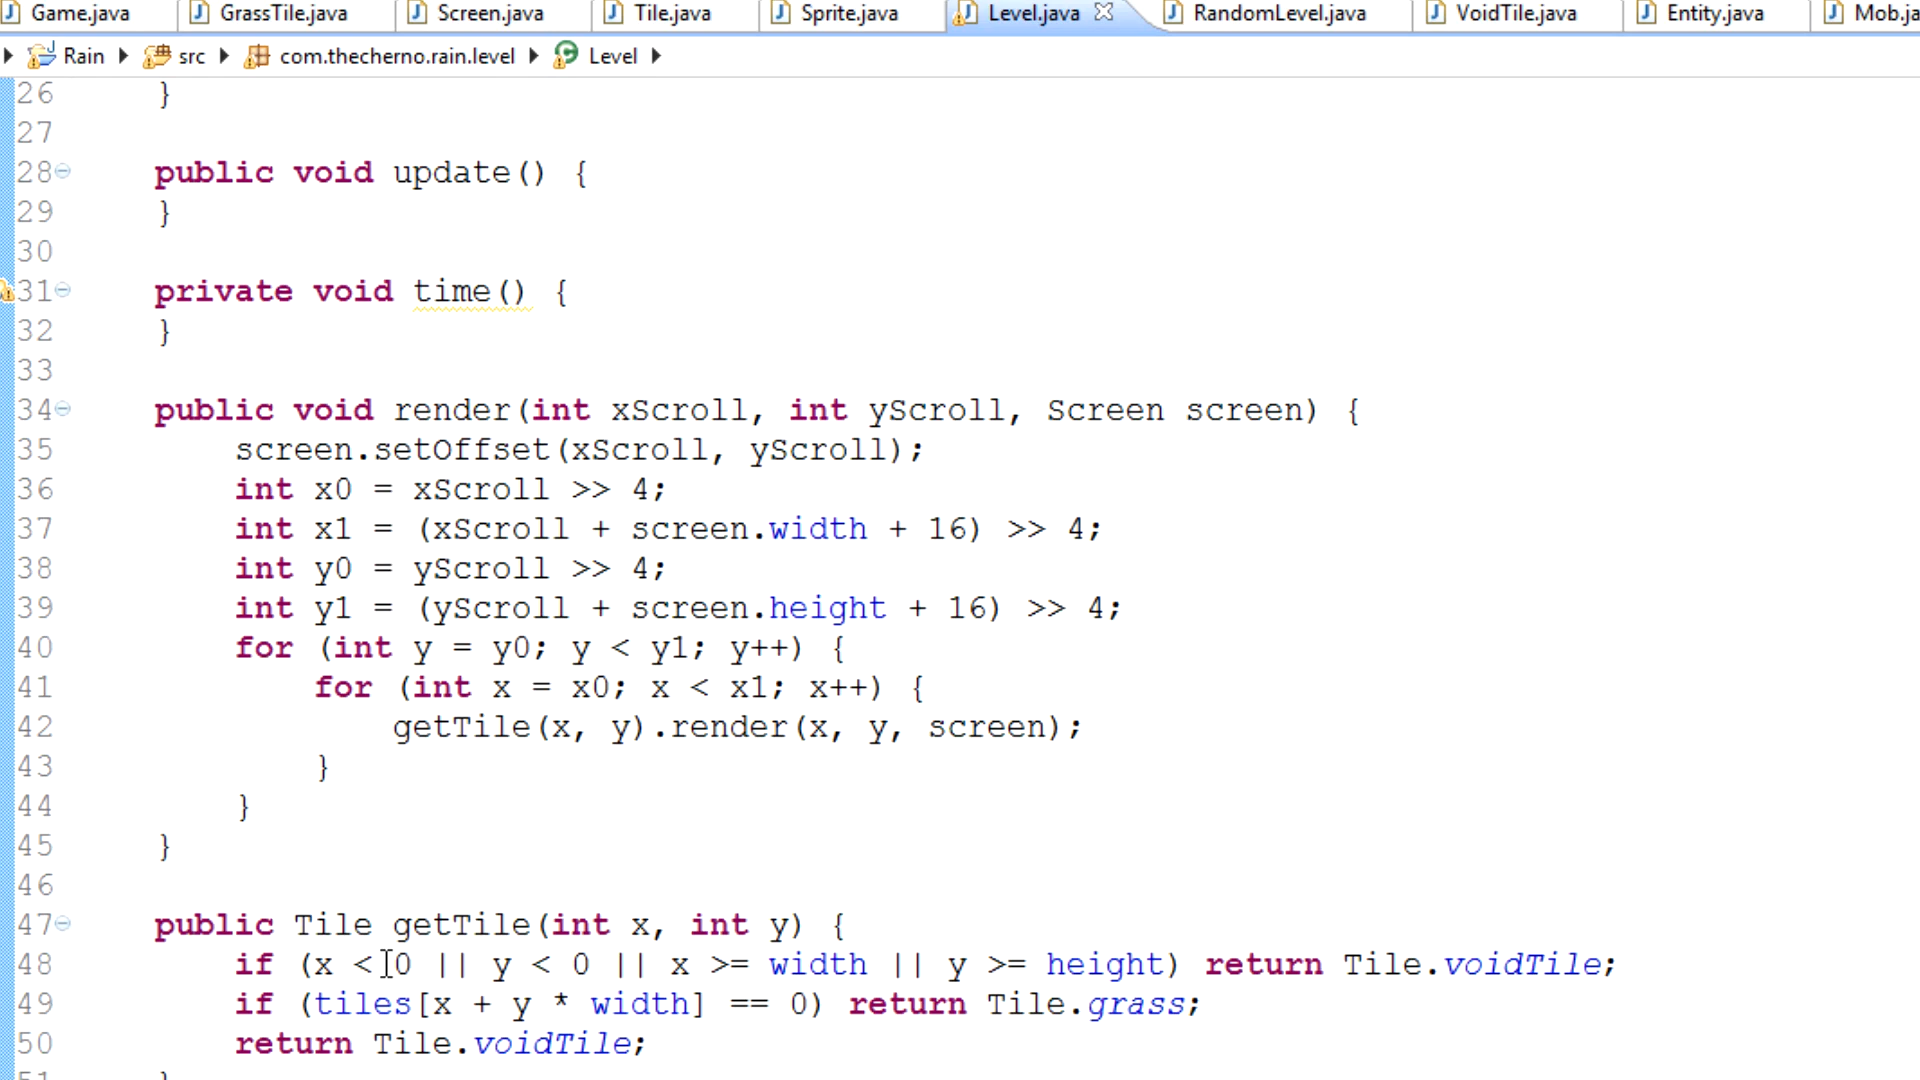 Game.java GrassTile.java Screen.java Tile.java Sprite.java Level.java RandomLevel.java VoidTile.java Entity.java Mob.ja
Rain src com.thecherno.rain.level Level
26 }
27
28 public void update() {
29 }
30
31 private void time() {
32 }
33
34 public void render(int xScroll, int yScroll, Screen screen) {
35 screen.setOffset(xScroll, yScroll);
36 int x0 = xScroll >> 4;
37 int x1 = (xScroll + screen.width + 16) >> 4;
38 int y0 = yScroll >> 4;
39 int y1 = (yScroll + screen.height + 16) >> 4;
40 for (int y = y0; y < y1; y++) {
41 for (int x = x0; x < x1; x++) {
42 getTile(x, y).render(x, y, screen);
43 }
44 }
45 }
46
47 public Tile getTile(int x, int y) {
48 if (x < 0 || y < 0 || x >= width || y >= height) return Tile.voidTile;
49 if (tiles[x + y * width] == 0) return Tile.grass;
50 return Tile.voidTile;
51 }